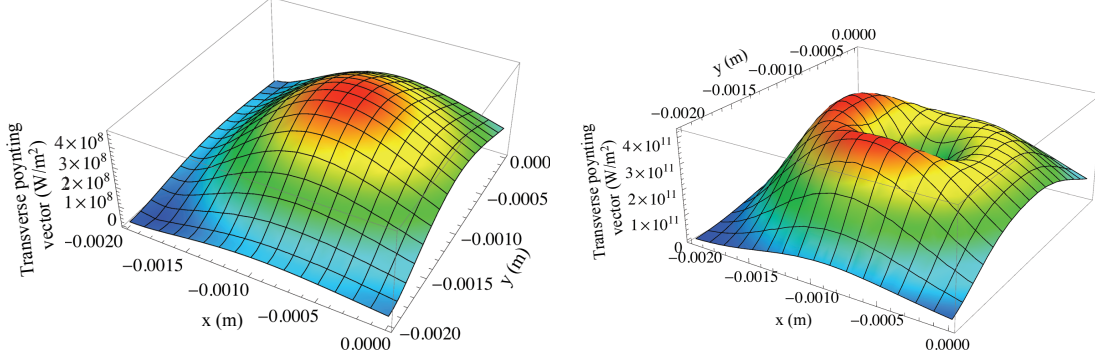 Transverse poynting
vector (W/m²)
4 × 10⁸
3 × 10⁸
2 × 10⁸
1 × 10⁸
0
−0.0020
−0.0015
−0.0010
−0.0005
0.0000
x (m)
0.000
−0.0005
−0.0010
−0.0015
−0.0020
y (m)
0.0000
−0.0005
−0.0010
−0.0015
−0.0020
y (m)
Transverse poynting
vector (W/m²)
4 × 10¹¹
3 × 10¹¹
2 × 10¹¹
1 × 10¹¹
0
−0.0020
−0.0015
−0.0010
−0.0005
0.0000
x (m)